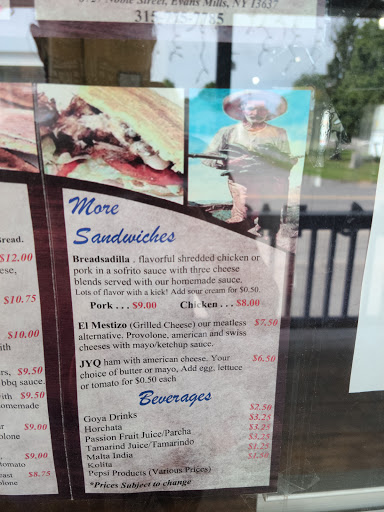 Noble Street, Evans Mills, NY 13637
More
Sandwiches
Breadsadilla . flavorful shredded chicken or
pork in a sofrito sauce with three cheese
blends served with our homemade sauce.
Lots of flavor with a kick! Add sour cream for $0.50.
Pork . . . $9.00 Chicken . . . $8.00
El Mestizo (Grilled Cheese) our meatless $7.50
alternative. Provolone, american and swiss
cheeses with mayo/ketchup sauce.
JYQ ham with american cheese. Your $6.50
choice of butter or mayo, Add egg, lettuce
or tomato for $0.50 each
Beverages
Goya Drinks $2.50
Horchata $3.25
Passion Fruit Juice/Parcha $3.25
Tamarind Juice/Tamarindo $3.25
Malta India $1.25
Kolita $1.50
Pepsi Products (Various Prices)
*Prices Subject to change
Bread.
$12.00
$10.75
$10.00
with
$9.50
bbq sauce.
with $9.50
homemade
$9.00
$9.00
tomato
$8.75